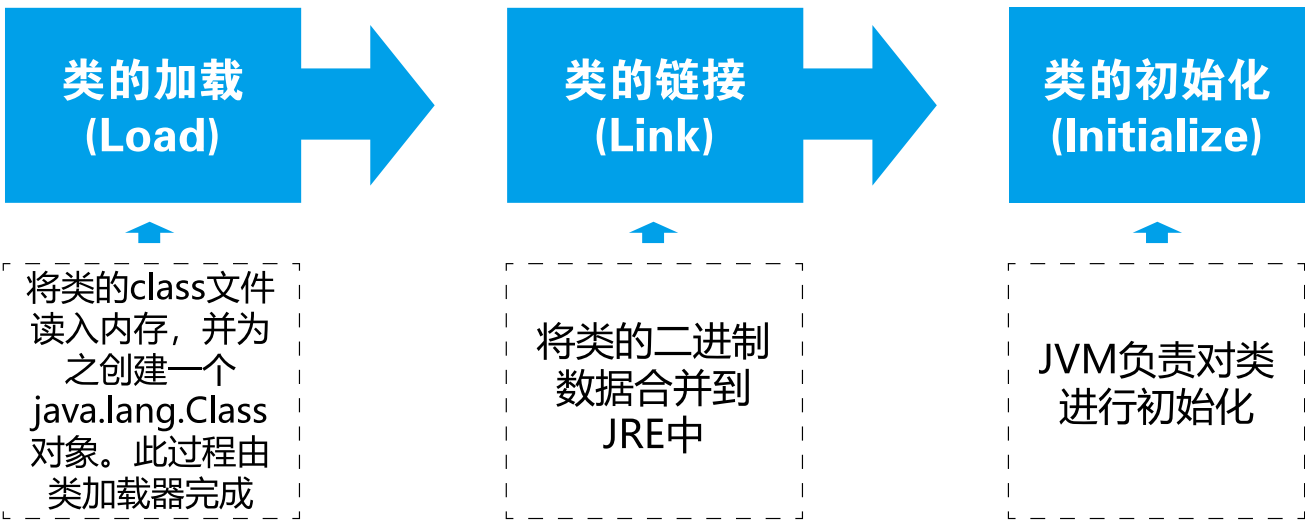 类的加载
(Load)
类的链接
(Link)
类的初始化
(Initialize)
将类的class文件
读入内存，并为
之创建一个
java.lang.Class
对象。此过程由
类加载器完成
将类的二进制
数据合并到
JRE中
JVM负责对类
进行初始化